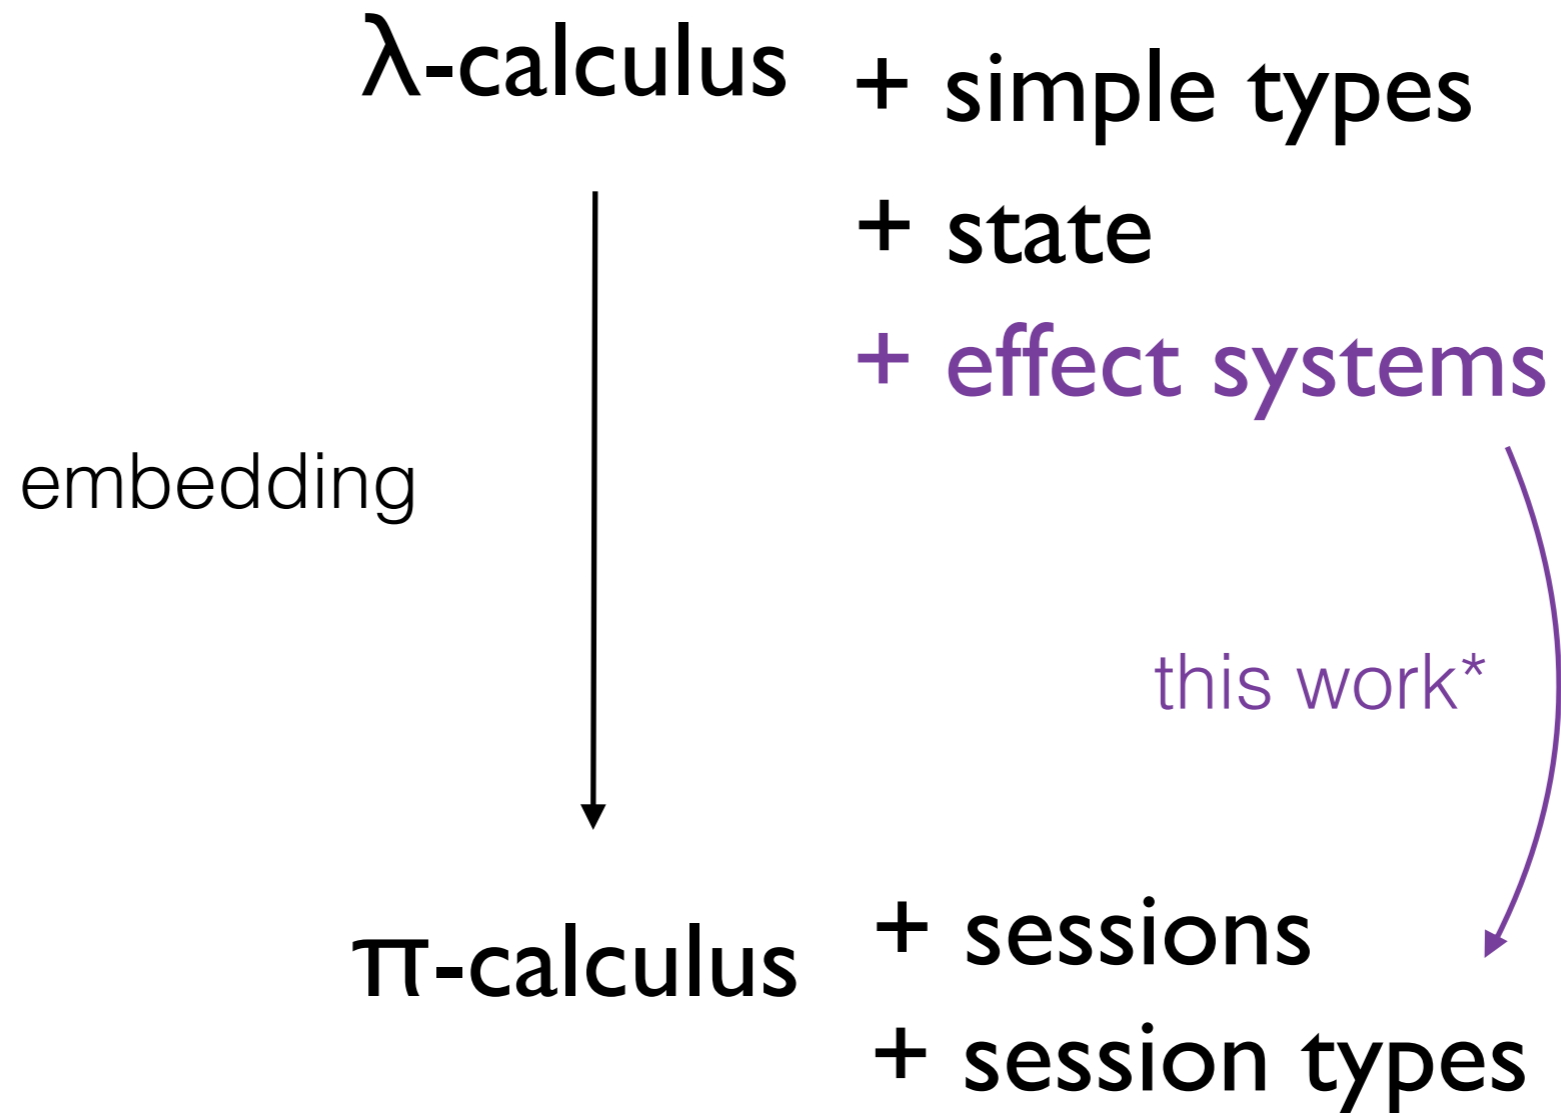 λ-calculus + simple types
+ state
+ effect systems
embedding
this work*
π-calculus + sessions
+ session types